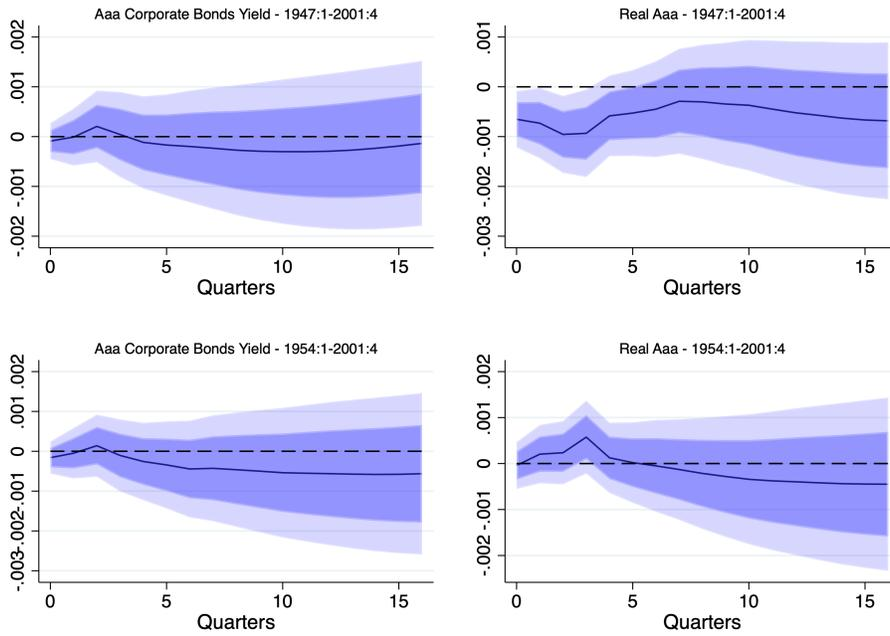 Aaa Corporate Bonds Yield - 1947:1-2001:4
.002
.001
0
-.001
-.002
0 5 10 15
Quarters
Real Aaa - 1947:1-2001:4
.001
0
-.001
-.002
-.003
0 5 10 15
Quarters
Aaa Corporate Bonds Yield - 1954:1-2001:4
.002
.001
0
-.001
-.002
-.003
0 5 10 15
Quarters
Real Aaa - 1954:1-2001:4
.002
.001
0
-.001
-.002
0 5 10 15
Quarters